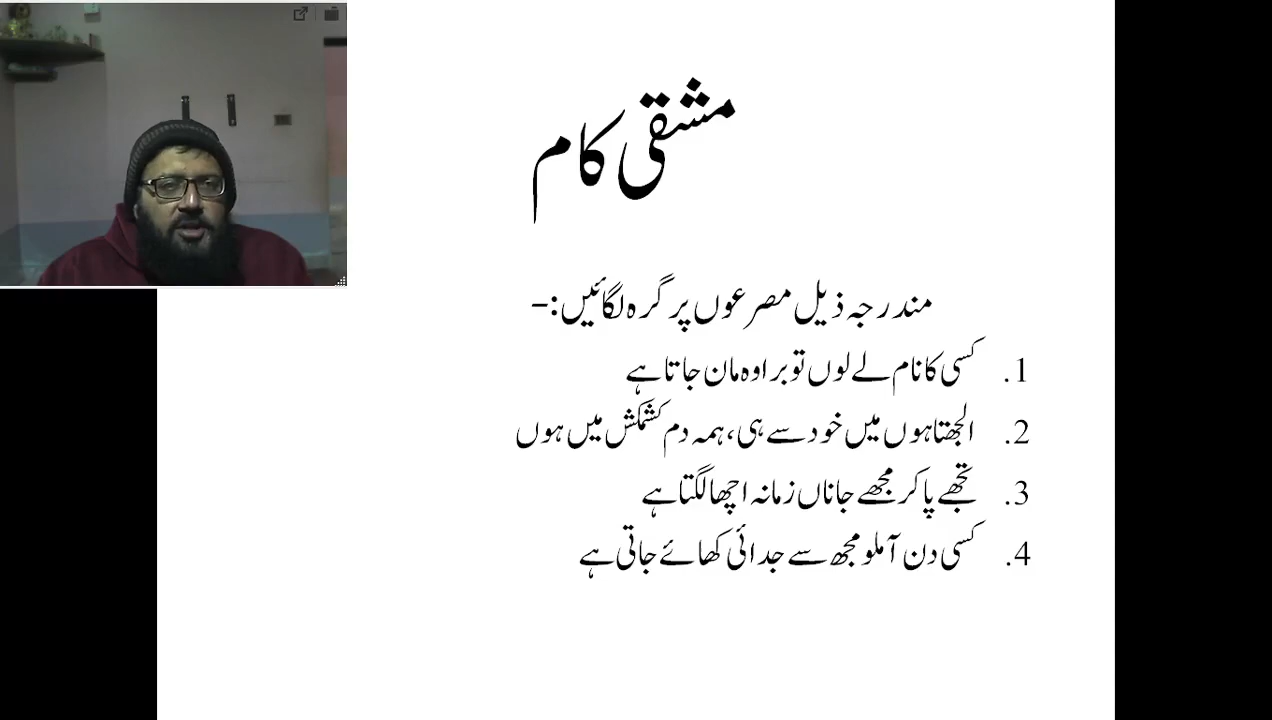 مشقی کام
مندرجہ ذیل مصرعوں پر گرہ لگائیں:-
1. کسی کا نام لے لوں تو برا وہ مان جاتا ہے
2. الجھتا ہوں میں خود سے ہی، ہمہ دم کشمکش میں ہوں
3. تجھے پا کر مجھے جاناں زمانہ اچھا لگتا ہے
4. کسی دن آ ملو مجھ سے جدائی کھائے جاتی ہے